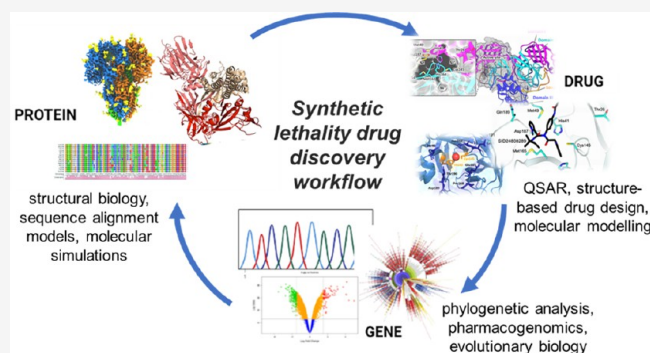 PROTEIN
structural biology,
sequence alignment
models, molecular
simulations
Synthetic
lethality drug
discovery
workflow
DRUG
QSAR, structure-
based drug design,
molecular modelling
GENE
phylogenetic analysis,
pharmacogenomics,
evolutionary biology